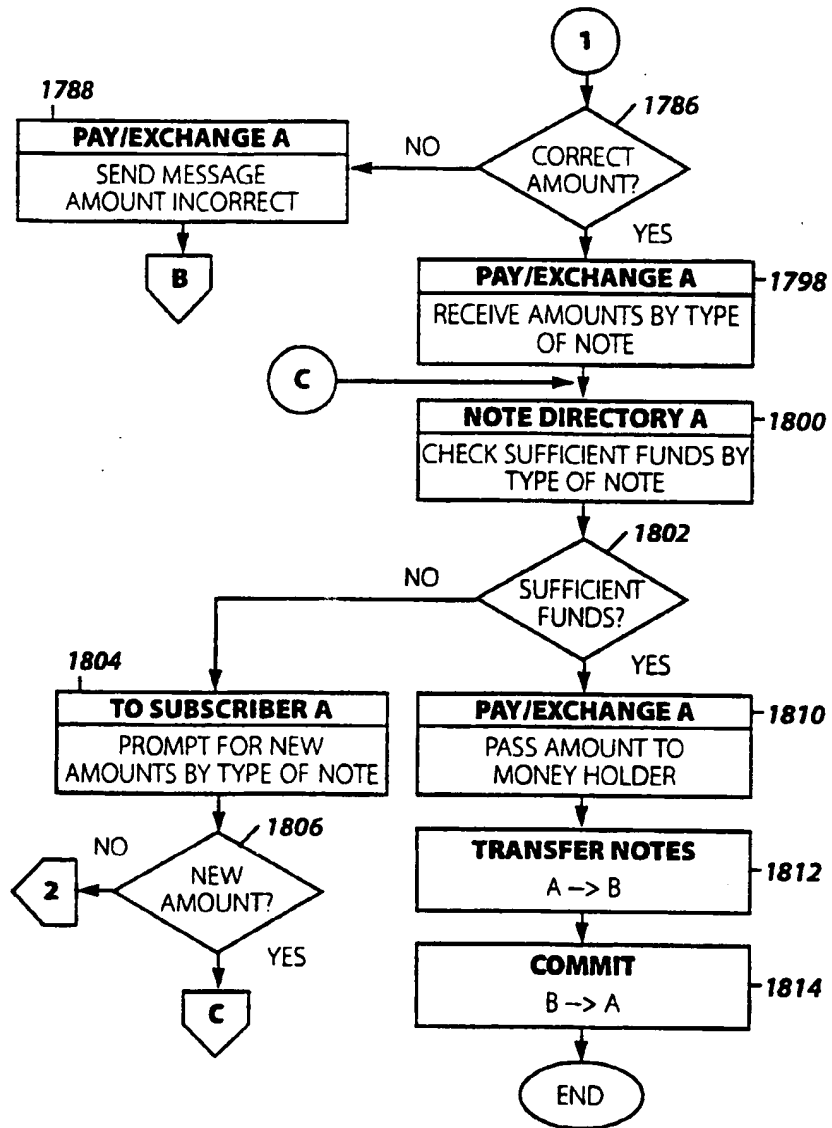 1
1788
1786
PAY/EXCHANGE A
NO
CORRECT
AMOUNT?
SEND MESSAGE
AMOUNT INCORRECT
YES
B
PAY/EXCHANGE A
1798
RECEIVE AMOUNTS BY TYPE
OF NOTE
C
NOTE DIRECTORY A
1800
CHECK SUFFICIENT FUNDS BY
TYPE OF NOTE
1802
NO
SUFFICIENT
FUNDS?
YES
1804
TO SUBSCRIBER A
PROMPT FOR NEW
AMOUNTS BY TYPE OF NOTE
PAY/EXCHANGE A
1810
PASS AMOUNT TO
MONEY HOLDER
1806
NO
2
NEW
AMOUNT?
YES
C
TRANSFER NOTES
1812
A –> B
COMMIT
1814
B –> A
END